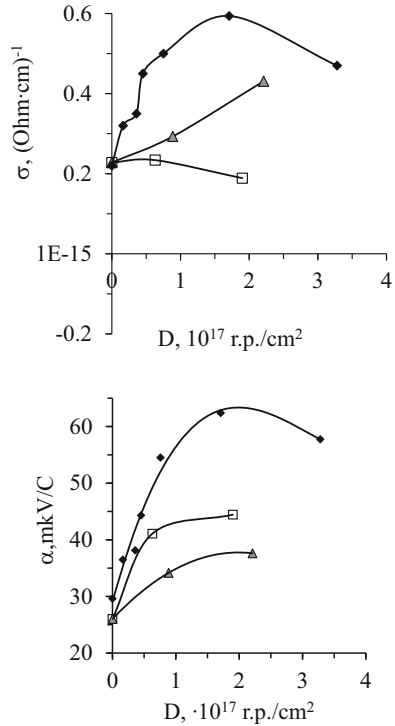 0.6
0.4
0.2
1E-15
-0.2
σ, (Ohm·cm)⁻¹
0 1 2 3 4
D, 10¹⁷ r.p./cm²
60
50
40
30
20
α,mkV/C
0 1 2 3 4
D, ·10¹⁷ r.p./cm²